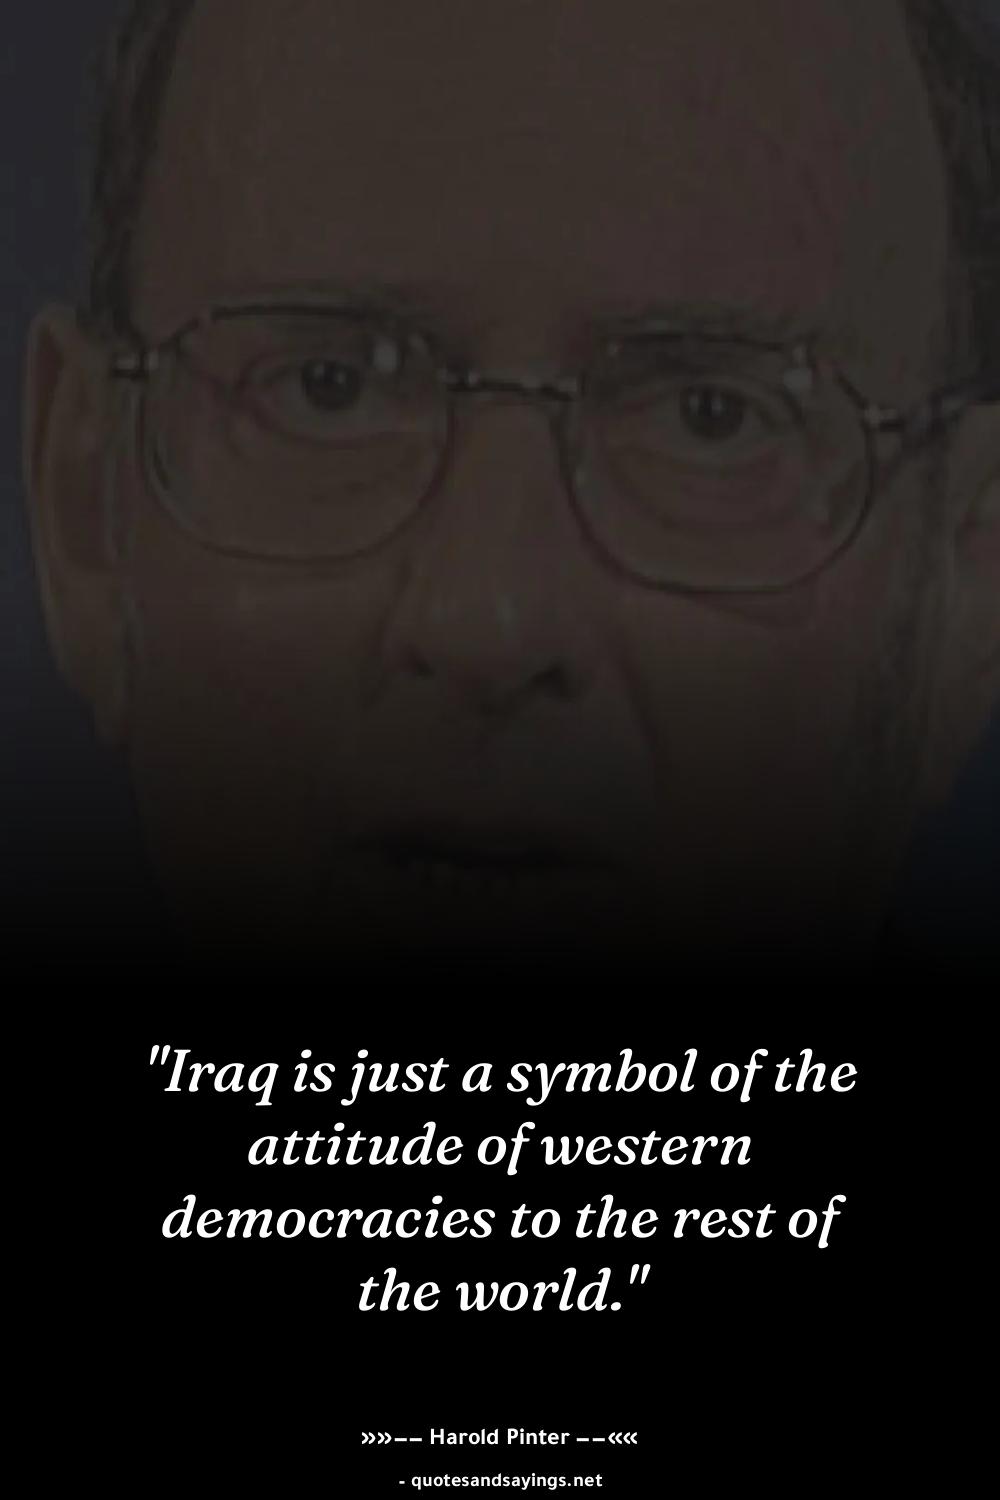 "Iraq is just a symbol of the
attitude of western
democracies to the rest of
the world."
»»–– Harold Pinter ––««
- quotesandsayings.net